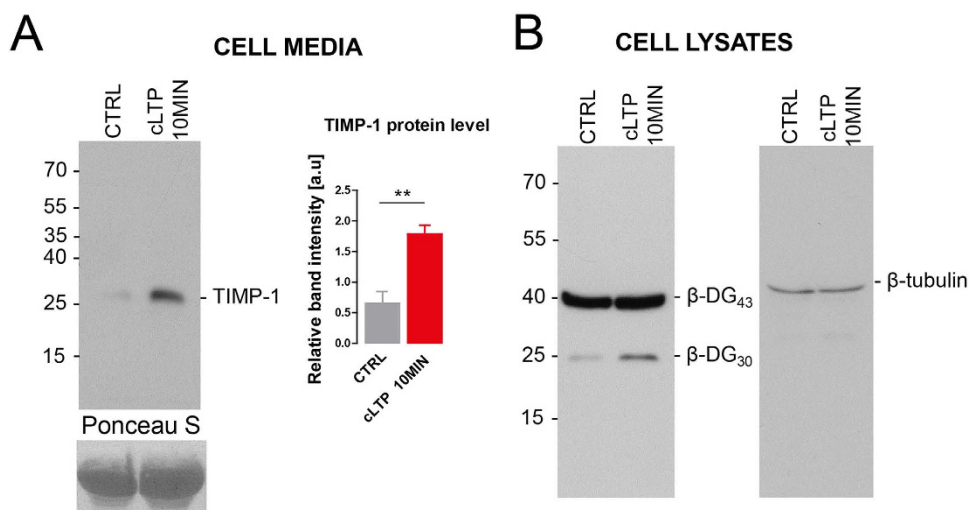 A
CELL MEDIA
CTRL
cLTP
10MIN
70 -
55 -
40 -
35 -
25 -
15 -
- TIMP-1
Ponceau S
TIMP-1 protein level
Relative band intensity [a.u]
2.5
2.0
1.5
1.0
0.5
0.0
**
CTRL
cLTP 10MIN
B
CELL LYSATES
CTRL
cLTP
10MIN
70 -
55 -
40 -
25 -
15 -
- β-DG43
- β-DG30
CTRL
cLTP
10MIN
- β-tubulin